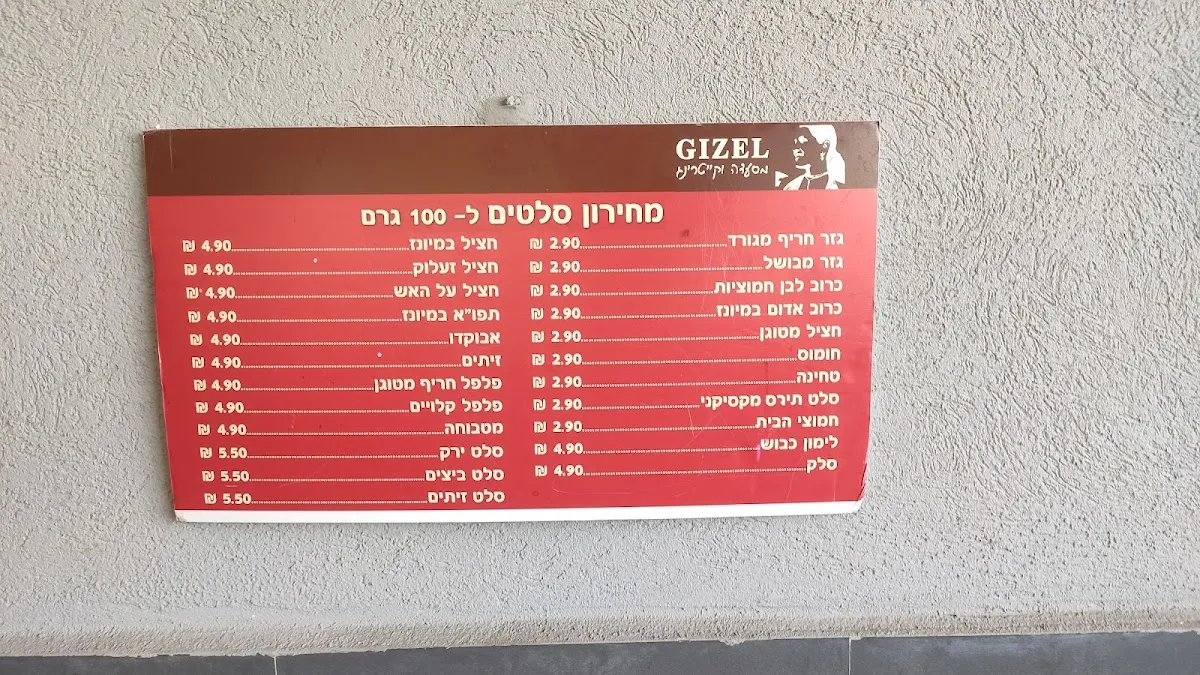 GIZEL
מסעדה וקייטרינג
מחירון סלטים ל- 100 גרם
גזר חריף מגורד 2.90 ₪
גזר מבושל 2.90 ₪
כרוב לבן חמוציות 2.90 ₪
כרוב אדום במיונז 2.90 ₪
חציל מטוגן 2.90 ₪
חומוס 2.90 ₪
טחינה 2.90 ₪
סלט תירס מקסיקני 2.90 ₪
חמוצי הבית 2.90 ₪
לימון כבוש 4.90 ₪
סלק 4.90 ₪
חציל במיונז 4.90 ₪
חציל זעלוק 4.90 ₪
חציל על האש 4.90 ₪
תפו"א במיונז 4.90 ₪
אבוקדו 4.90 ₪
זיתים 4.90 ₪
פלפל חריף מטוגן 4.90 ₪
פלפל קלויים 4.90 ₪
מטבוחה 4.90 ₪
סלט ירק 5.50 ₪
סלט ביצים 5.50 ₪
סלט זיתים 5.50 ₪